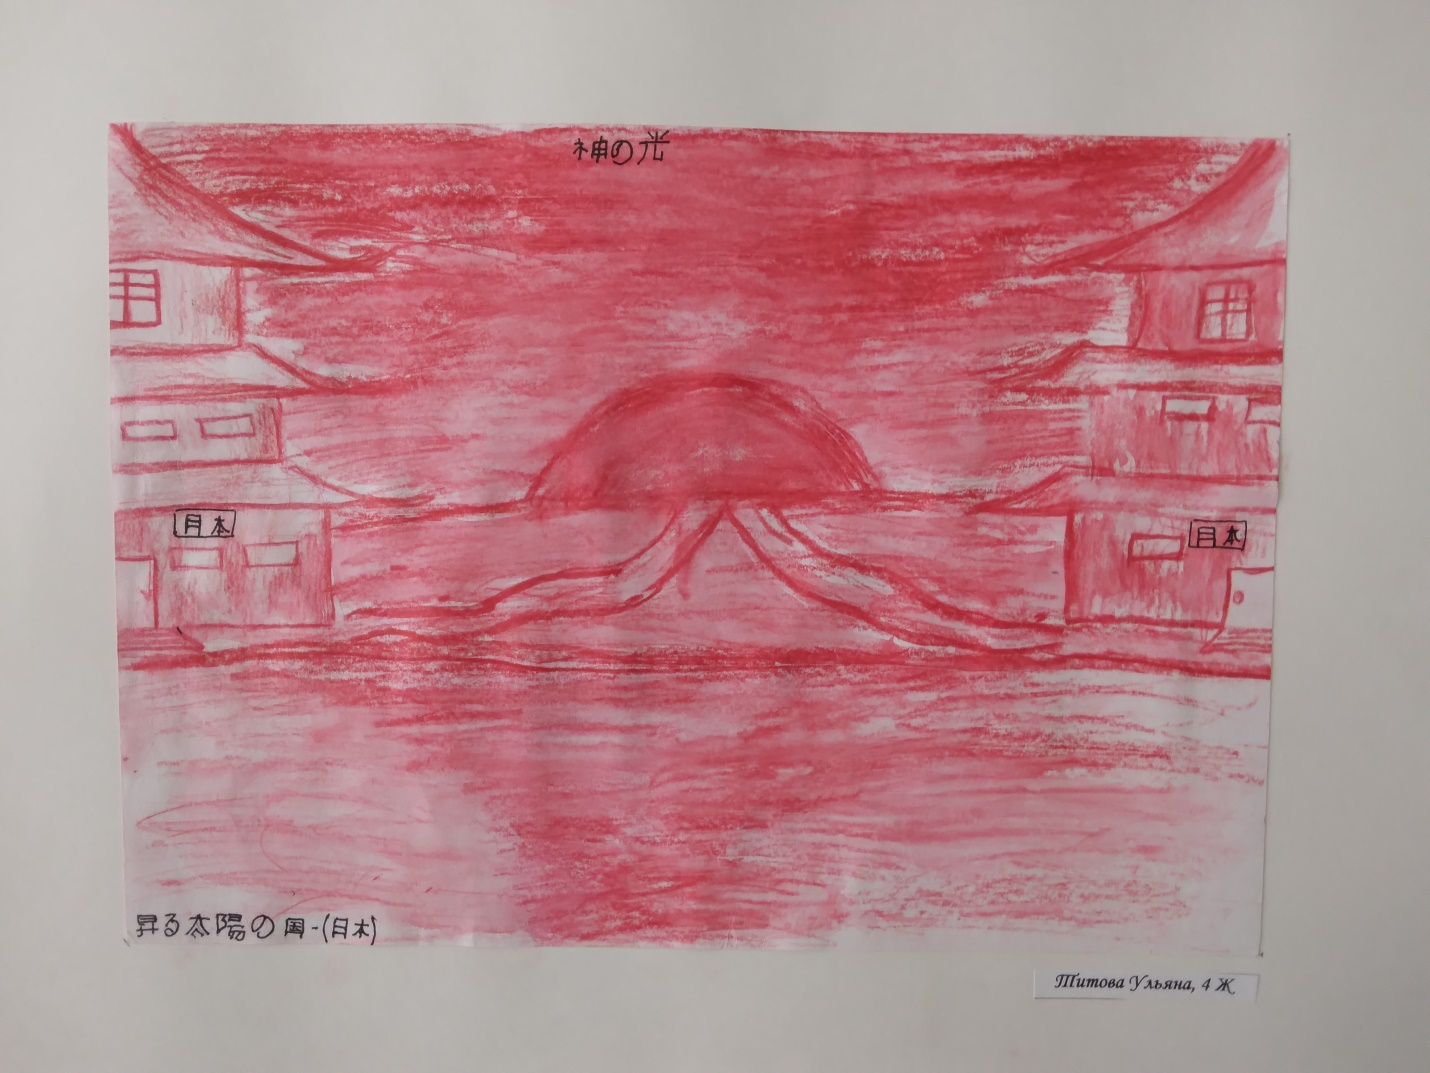 神の光
日本
日本
昇る太陽の国-(日本)
Титова Ульяна, 4 Ж